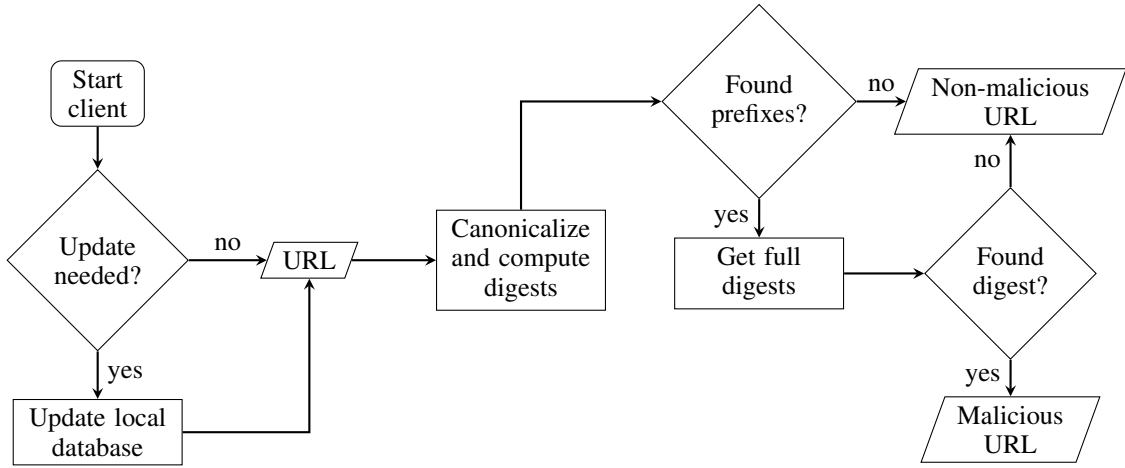 Start
client
Update
needed?
no
yes
Update local
database
URL
Canonicalize
and compute
digests
Found
prefixes?
no
yes
Non-malicious
URL
Get full
digests
no
Found
digest?
yes
Malicious
URL